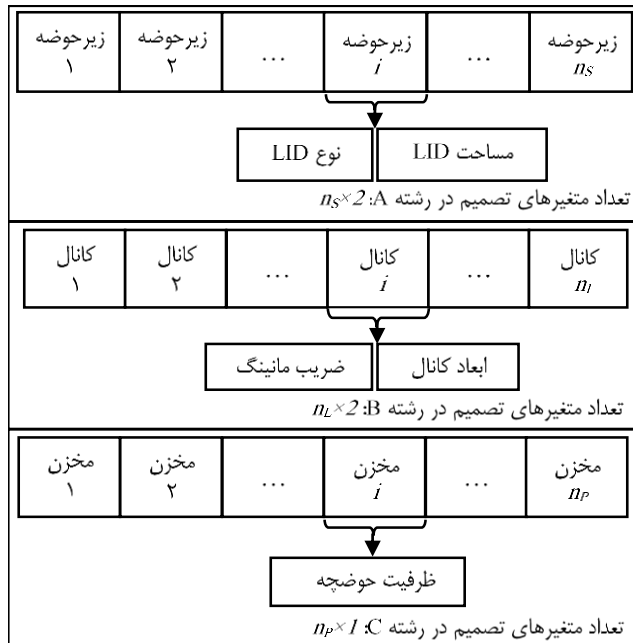 زیرحوضه زیرحوضه ... زیرحوضه ... زیرحوضه
۱ ۲ i nS
نوع LID مساحت LID
تعداد متغیرهای تصمیم در رشته A: nS×2
کانال کانال ... کانال ... کانال
۱ ۲ i nl
ضریب مانینگ ابعاد کانال
تعداد متغیرهای تصمیم در رشته B: nL×2
مخزن مخزن ... مخزن ... مخزن
۱ ۲ i nP
ظرفیت حوضچه
تعداد متغیرهای تصمیم در رشته C: nP×1